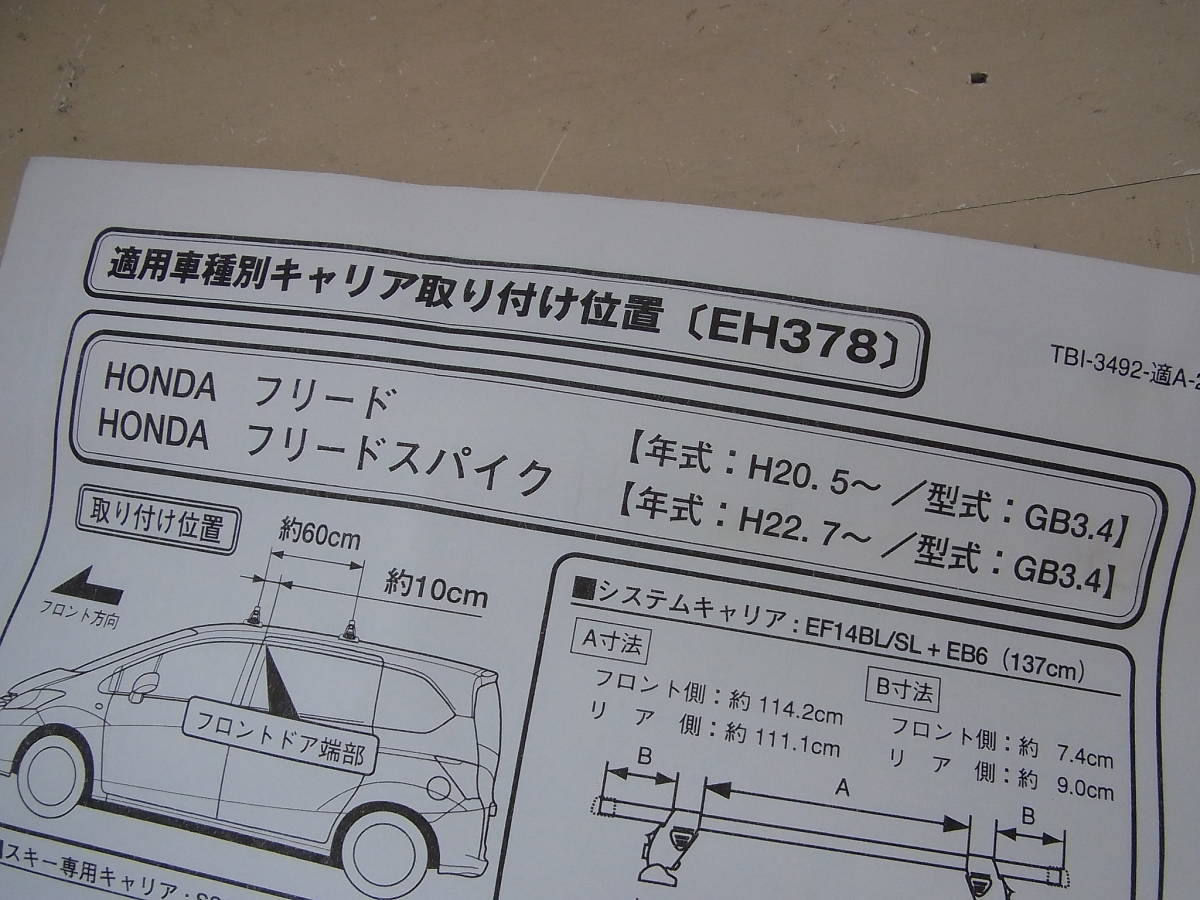 適用車種別キャリア取り付け位置〔EH378〕
TBI-3492-適A-2
HONDA フリード 【年式：H20.5～／型式：GB3.4】
HONDA フリードスパイク 【年式：H22.7～／型式：GB3.4】
取り付け位置
約60cm
約10cm
フロント方向
フロントドア端部
■システムキャリア：EF14BL/SL + EB6（137cm）
A寸法
フロント側：約 114.2cm
リア側：約 111.1cm
B寸法
フロント側：約 7.4cm
リア側：約 9.0cm
B
A
B
■スキー専用キャリア：